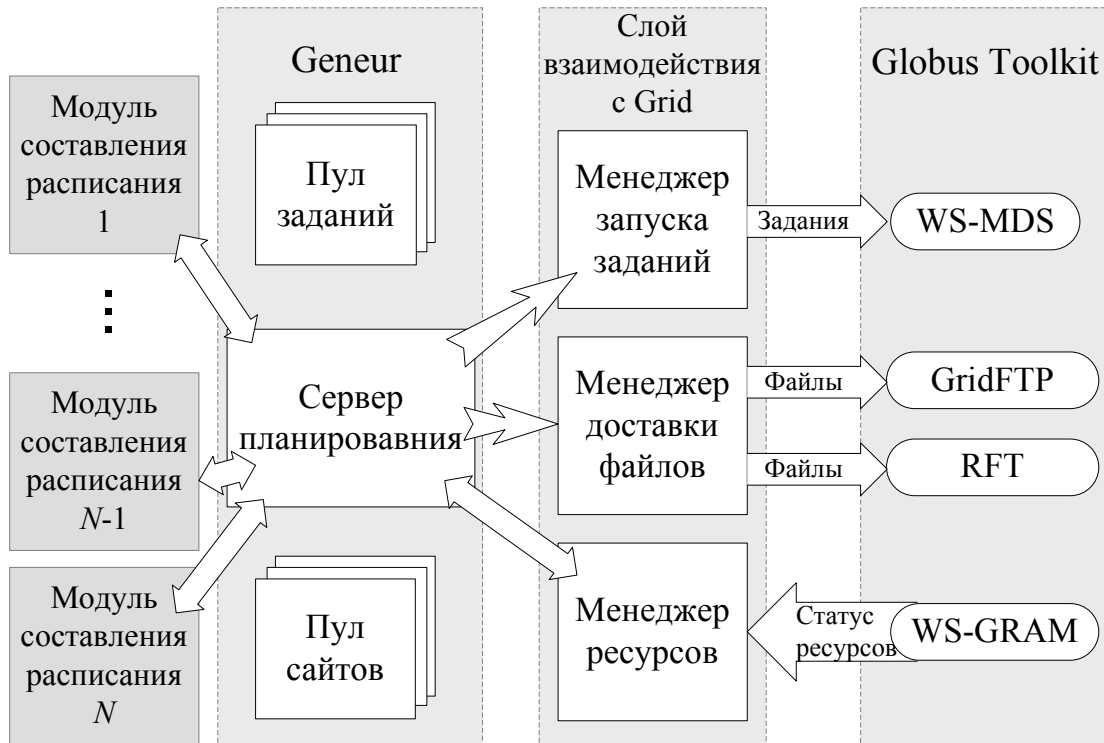 Модуль
составления
расписания
1
Модуль
составления
расписания
N-1
Модуль
составления
расписания
N
Geneur
Пул
заданий
Сервер
планировавния
Пул
сайтов
Слой
взаимодействия
с Grid
Менеджер
запуска
заданий
Менеджер
доставки
файлов
Менеджер
ресурсов
Задания
Файлы
Файлы
Статус
ресурсов
Globus Toolkit
WS-MDS
GridFTP
RFT
WS-GRAM